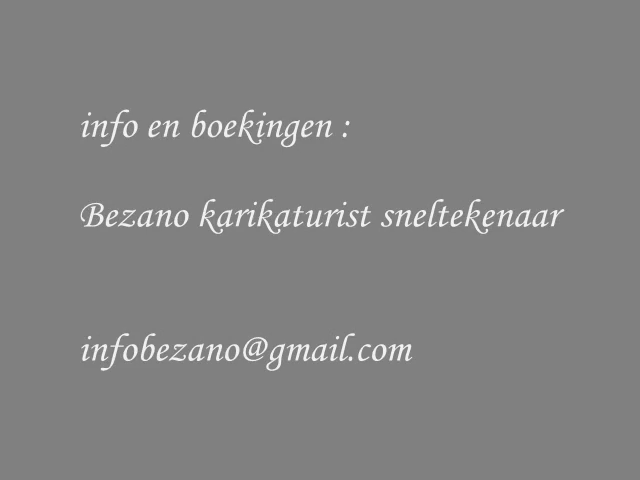 info en boekingen :
Bezano karikaturist sneltekenaar
infobezano@gmail.com